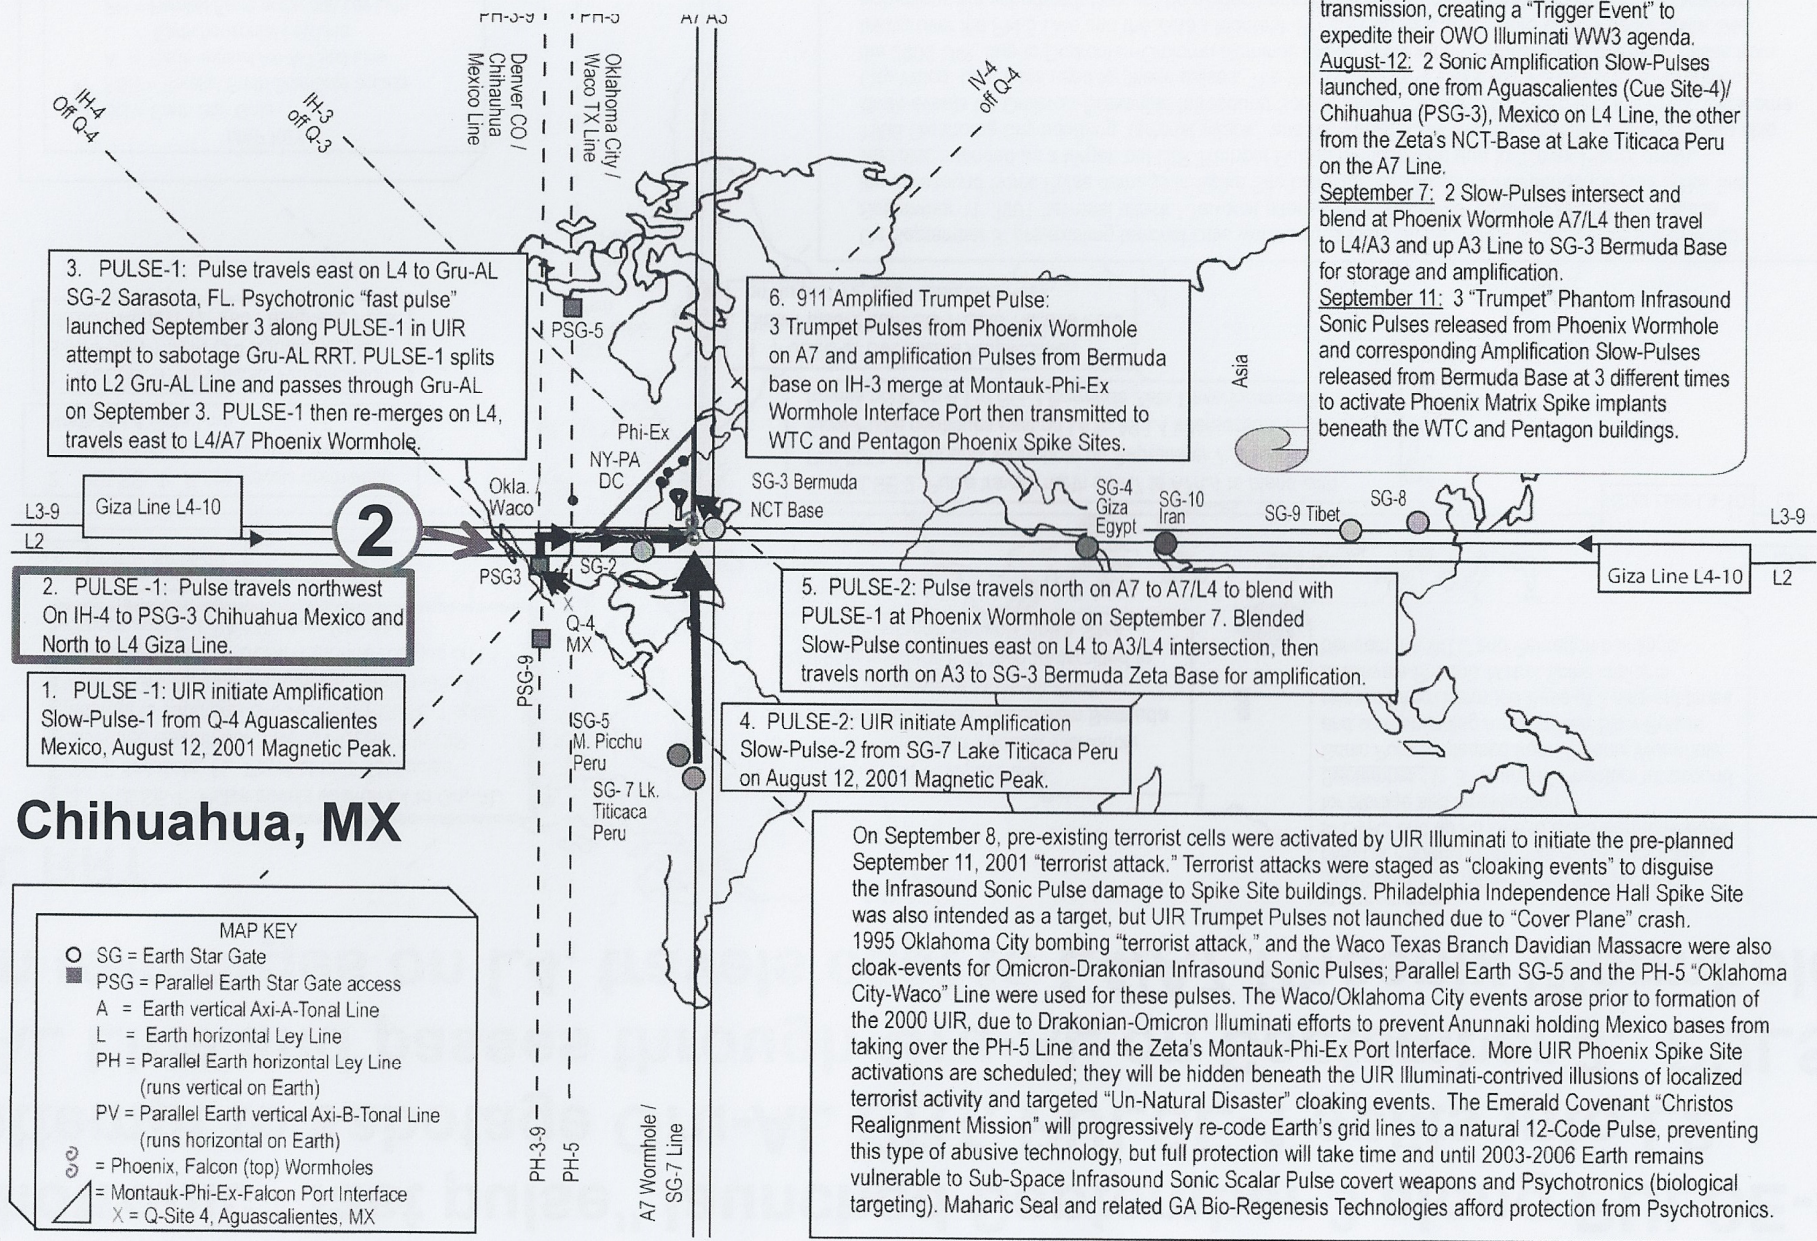 PH-3-9
PH-5
A7 A3
transmission, creating a “Trigger Event” to
expedite their OWO Illuminati WW3 agenda.
August-12: 2 Sonic Amplification Slow-Pulses
launched, one from Aguascalientes (Cue Site-4)/
Chihuahua (PSG-3), Mexico on L4 Line, the other
from the Zeta's NCT-Base at Lake Titicaca Peru
on the A7 Line.
September 7: 2 Slow-Pulses intersect and
blend at Phoenix Wormhole A7/L4 then travel
to L4/A3 and up A3 Line to SG-3 Bermuda Base
for storage and amplification.
September 11: 3 “Trumpet” Phantom Infrasound
Sonic Pulses released from Phoenix Wormhole
and corresponding Amplification Slow-Pulses
released from Bermuda Base at 3 different times
to activate Phoenix Matrix Spike implants
beneath the WTC and Pentagon buildings.
IH-4
Off Q-4
IH-3
off Q-3
Denver CO /
Chihauhua
Mexico Line
Oklahoma City /
Waco TX Line
IV-4
off Q-4
3. PULSE-1: Pulse travels east on L4 to Gru-AL
SG-2 Sarasota, FL. Psychotronic “fast pulse”
launched September 3 along PULSE-1 in UIR
attempt to sabotage Gru-AL RRT. PULSE-1 splits
into L2 Gru-AL Line and passes through Gru-AL
on September 3. PULSE-1 then re-merges on L4,
travels east to L4/A7 Phoenix Wormhole.
PSG-5
6. 911 Amplified Trumpet Pulse:
3 Trumpet Pulses from Phoenix Wormhole
on A7 and amplification Pulses from Bermuda
base on IH-3 merge at Montauk-Phi-Ex
Wormhole Interface Port then transmitted to
WTC and Pentagon Phoenix Spike Sites.
Asia
Phi-Ex
NY-PA
DC
Okla. /
Waco
SG-3 Bermuda
NCT Base
SG-4
Giza
Egypt
SG-10
Iran
SG-9 Tibet
SG-8
L3-9
L2
Giza Line L4-10
2
L3-9
L2
Giza Line L4-10
PSG3
SG-2
X
Q-4
MX
PSG-9
2. PULSE -1: Pulse travels northwest
On IH-4 to PSG-3 Chihuahua Mexico and
North to L4 Giza Line.
5. PULSE-2: Pulse travels north on A7 to A7/L4 to blend with
PULSE-1 at Phoenix Wormhole on September 7. Blended
Slow-Pulse continues east on L4 to A3/L4 intersection, then
travels north on A3 to SG-3 Bermuda Zeta Base for amplification.
1. PULSE -1: UIR initiate Amplification
Slow-Pulse-1 from Q-4 Aguascalientes
Mexico, August 12, 2001 Magnetic Peak.
SG-5
M. Picchu
Peru
SG- 7 Lk.
Titicaca
Peru
4. PULSE-2: UIR initiate Amplification
Slow-Pulse-2 from SG-7 Lake Titicaca Peru
on August 12, 2001 Magnetic Peak.
Chihuahua, MX
MAP KEY
SG = Earth Star Gate
PSG = Parallel Earth Star Gate access
A = Earth vertical Axi-A-Tonal Line
L = Earth horizontal Ley Line
PH = Parallel Earth horizontal Ley Line
(runs vertical on Earth)
PV = Parallel Earth vertical Axi-B-Tonal Line
(runs horizontal on Earth)
= Phoenix, Falcon (top) Wormholes
= Montauk-Phi-Ex-Falcon Port Interface
X = Q-Site 4, Aguascalientes, MX
PH-3-9
PH-5
A7 Wormhole /
SG-7 Line
On September 8, pre-existing terrorist cells were activated by UIR Illuminati to initiate the pre-planned
September 11, 2001 “terrorist attack.” Terrorist attacks were staged as “cloaking events” to disguise
the Infrasound Sonic Pulse damage to Spike Site buildings. Philadelphia Independence Hall Spike Site
was also intended as a target, but UIR Trumpet Pulses not launched due to “Cover Plane” crash.
1995 Oklahoma City bombing “terrorist attack,” and the Waco Texas Branch Davidian Massacre were also
cloak-events for Omicron-Drakonian Infrasound Sonic Pulses; Parallel Earth SG-5 and the PH-5 “Oklahoma
City-Waco” Line were used for these pulses. The Waco/Oklahoma City events arose prior to formation of
the 2000 UIR, due to Drakonian-Omicron Illuminati efforts to prevent Anunnaki holding Mexico bases from
taking over the PH-5 Line and the Zeta's Montauk-Phi-Ex Port Interface. More UIR Phoenix Spike Site
activations are scheduled; they will be hidden beneath the UIR Illuminati-contrived illusions of localized
terrorist activity and targeted “Un-Natural Disaster” cloaking events. The Emerald Covenant “Christos
Realignment Mission” will progressively re-code Earth's grid lines to a natural 12-Code Pulse, preventing
this type of abusive technology, but full protection will take time and until 2003-2006 Earth remains
vulnerable to Sub-Space Infrasound Sonic Scalar Pulse covert weapons and Psychotronics (biological
targeting). Maharic Seal and related GA Bio-Regenesis Technologies afford protection from Psychotronics.